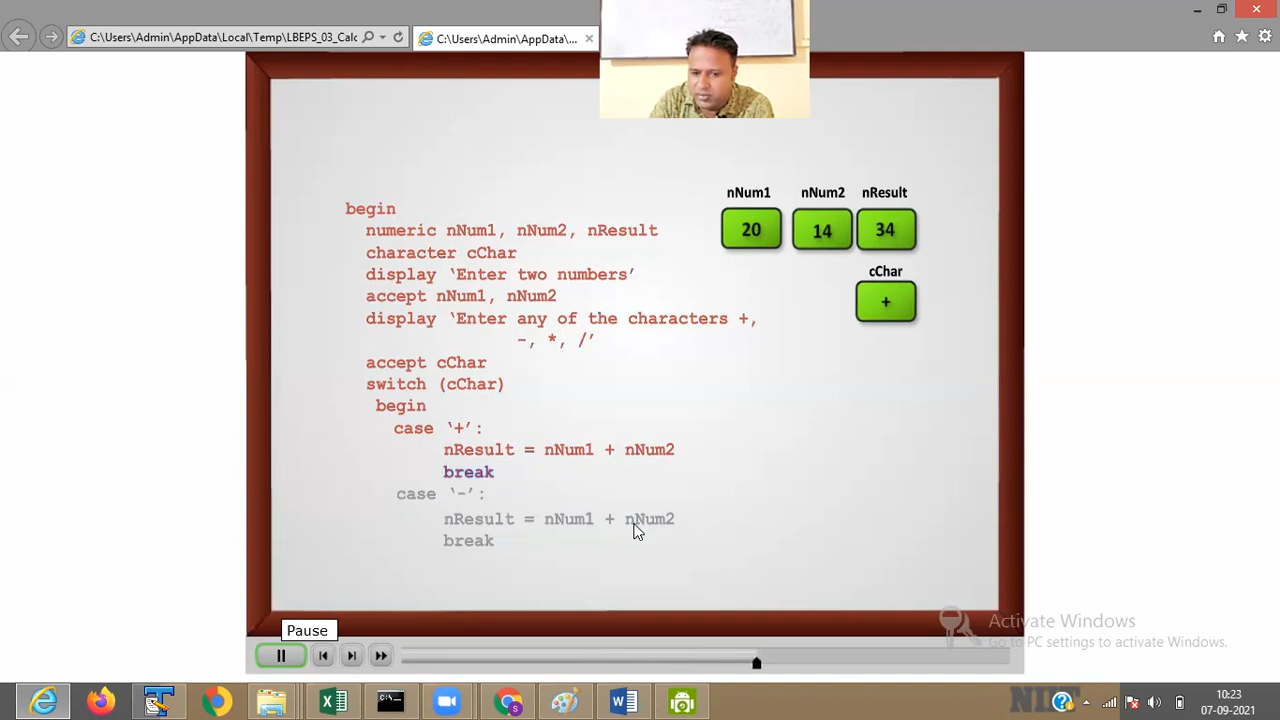 C:\Users\Admin\AppData\Local\Temp\LBEPS_03_Calc
C:\Users\Admin\AppData\...
nNum1 nNum2 nResult
20 14 34
cChar
+
begin
numeric nNum1, nNum2, nResult
character cChar
display ‘Enter two numbers’
accept nNum1, nNum2
display ‘Enter any of the characters +,
-, *, /’
accept cChar
switch (cChar)
begin
case ‘+’:
nResult = nNum1 + nNum2
break
case ‘-’:
nResult = nNum1 + nNum2
break
Activate Windows
Go to PC settings to activate Windows.
Pause
10:23
07-09-2021